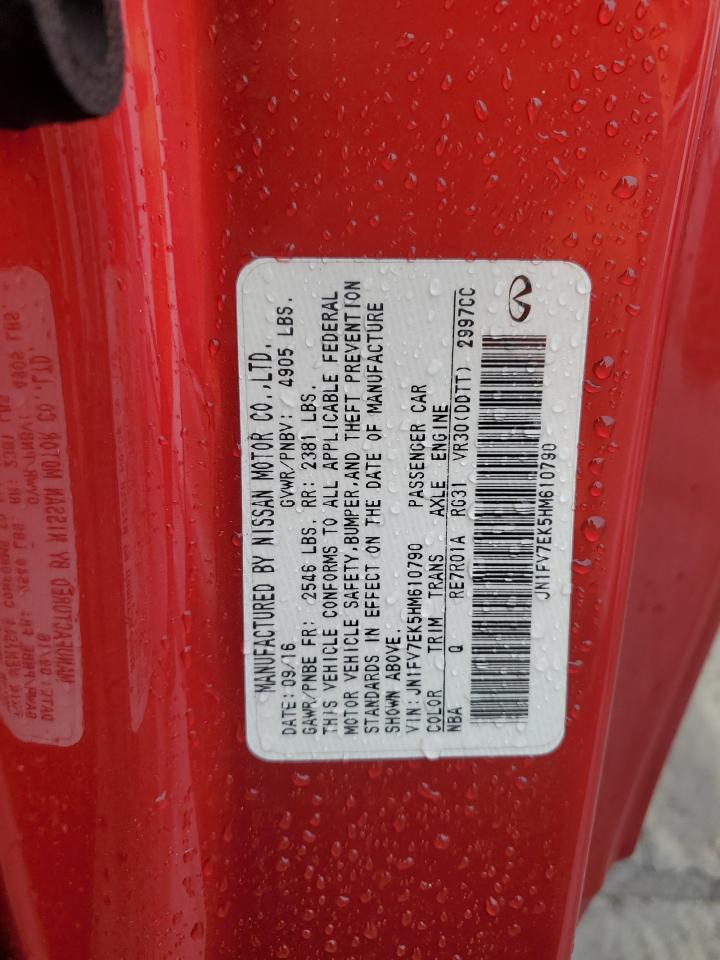 MANUFACTURED BY NISSAN MOTOR CO.,LTD.
DATE: 09/16 GVWR/PNBV: 4905 LBS.
GAWR/PNBE FR: 2546 LBS. RR: 2381 LBS.
THIS VEHICLE CONFORMS TO ALL APPLICABLE FEDERAL
MOTOR VEHICLE SAFETY,BUMPER,AND THEFT PREVENTION
STANDARDS IN EFFECT ON THE DATE OF MANUFACTURE
SHOWN ABOVE.
VIN:JN1FV7EK5HM610790 PASSENGER CAR
COLOR TRIM TRANS AXLE ENGINE
NBA Q RE7R01A RG31 VR30(DDTT) 2997CC
JN1FV7EK5HM610790